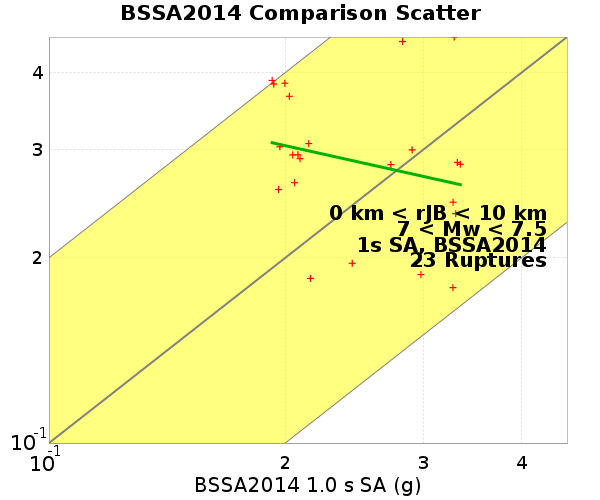 BSSA2014 Comparison Scatter
4
3
2
10-1
10-1
2
3
4
0 km < rJB < 10 km
7 < Mw < 7.5
1s SA, BSSA2014
23 Ruptures
BSSA2014 1.0 s SA (g)